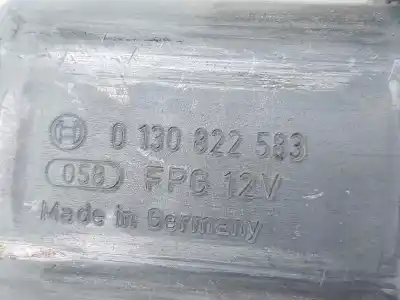 0 130 822 583
058 FPG 12V
Made in Germany